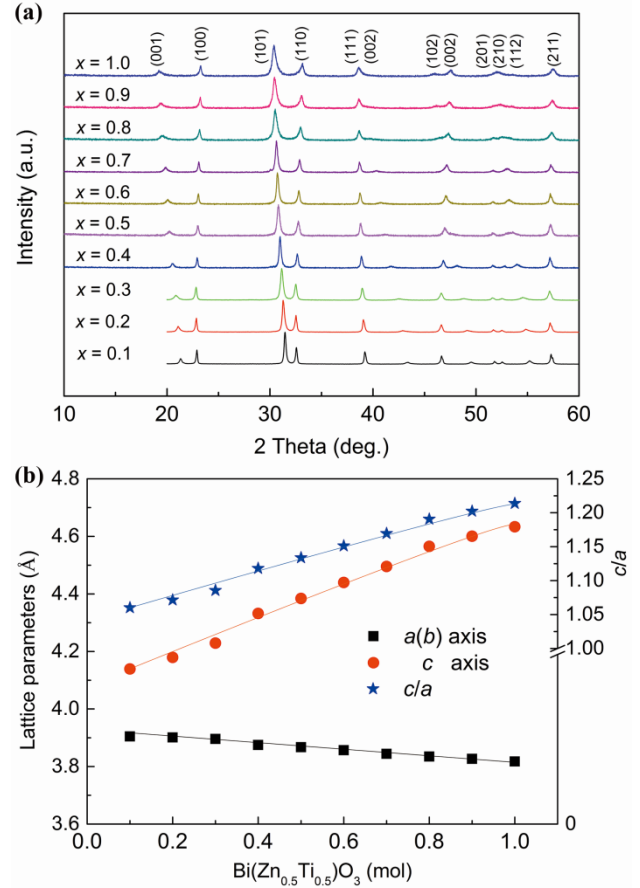 (a)
(001) (100) (101) (110) (111) (002) (102) (002) (201) (210) (112) (211)
x = 1.0
x = 0.9
x = 0.8
x = 0.7
x = 0.6
x = 0.5
x = 0.4
x = 0.3
x = 0.2
x = 0.1
Intensity (a.u.)
10 20 30 40 50 60
2 Theta (deg.)
(b)
4.8
4.6
4.4
4.2
4.0
3.8
3.6
Lattice parameters (Å)
1.25
1.20
1.15
1.10
1.05
1.00
0
c/a
a(b) axis
c axis
c/a
0.0 0.2 0.4 0.6 0.8 1.0
Bi(Zn0.5Ti0.5)O3 (mol)